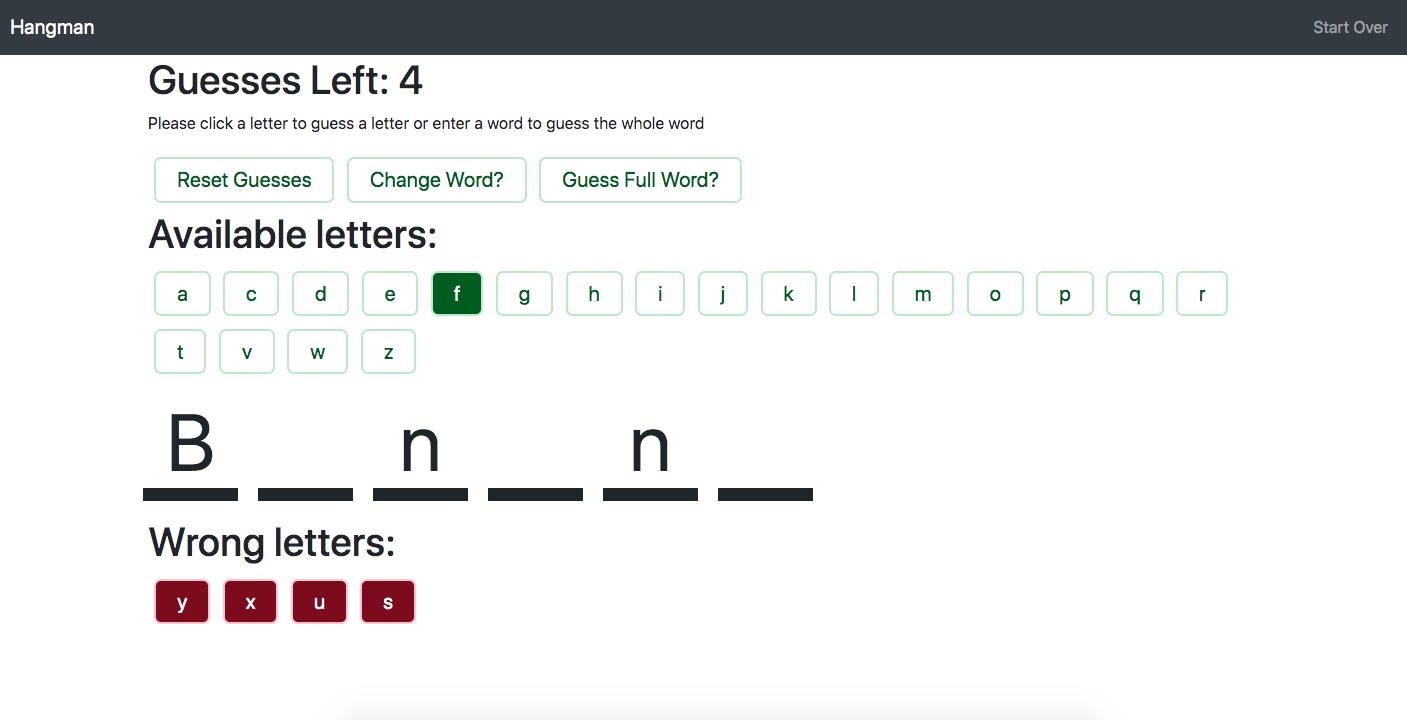 Hangman Start Over
Guesses Left: 4
Please click a letter to guess a letter or enter a word to guess the whole word
Reset Guesses Change Word? Guess Full Word?
Available letters:
a c d e f g h i j k l m o p q r
t v w z
B n n
Wrong letters:
y x u s